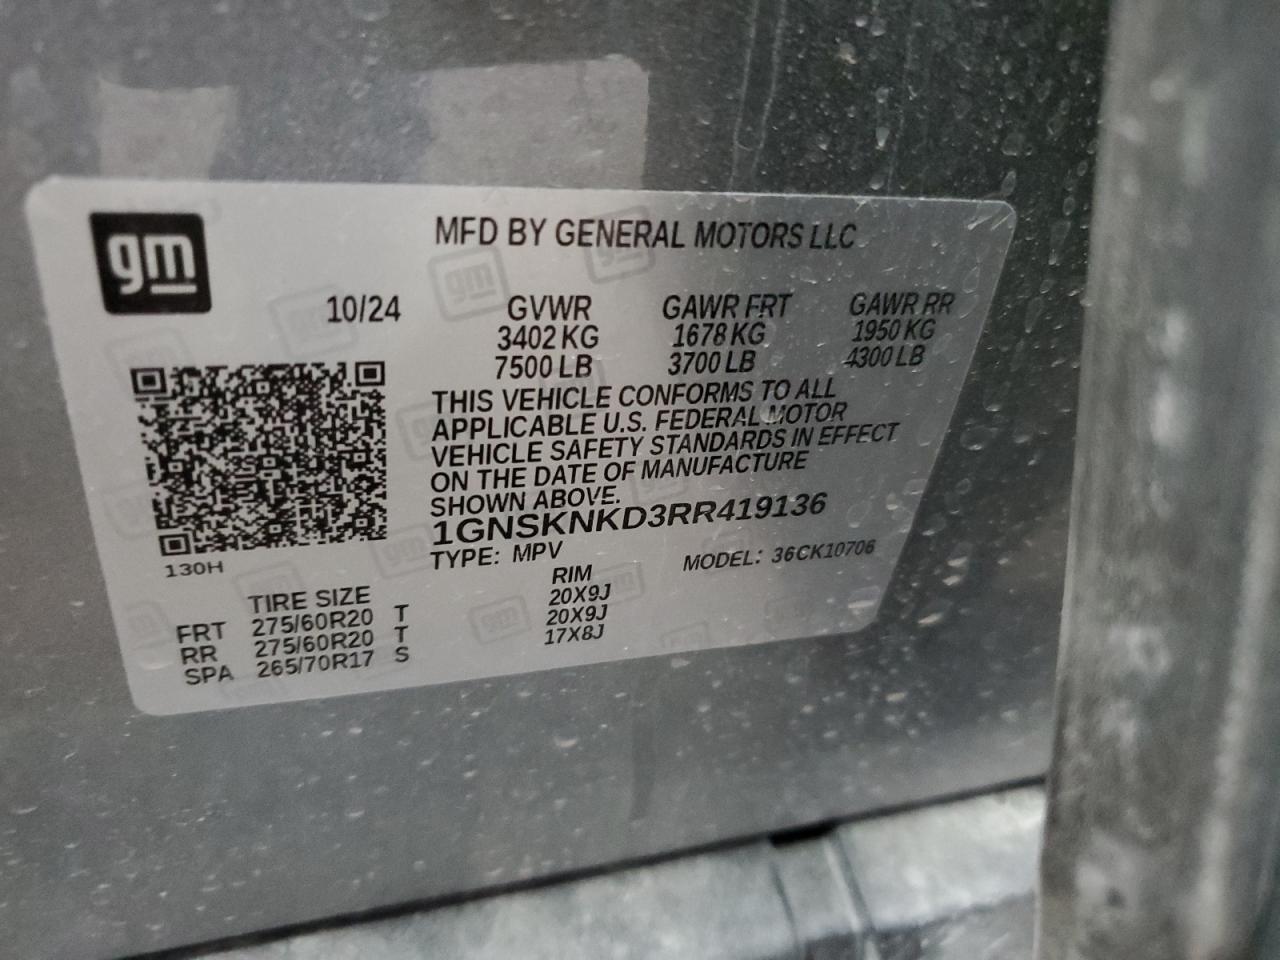 gm
MFD BY GENERAL MOTORS LLC
10/24 GVWR GAWR FRT GAWR RR
3402 KG 1678 KG 1950 KG
7500 LB 3700 LB 4300 LB
THIS VEHICLE CONFORMS TO ALL
APPLICABLE U.S. FEDERAL MOTOR
VEHICLE SAFETY STANDARDS IN EFFECT
ON THE DATE OF MANUFACTURE
SHOWN ABOVE.
1GNSKNKD3RR419136
130H
TYPE: MPV MODEL: 36CK10706
TIRE SIZE RIM
FRT 275/60R20 T 20X9J
RR 275/60R20 T 20X9J
SPA 265/70R17 S 17X8J